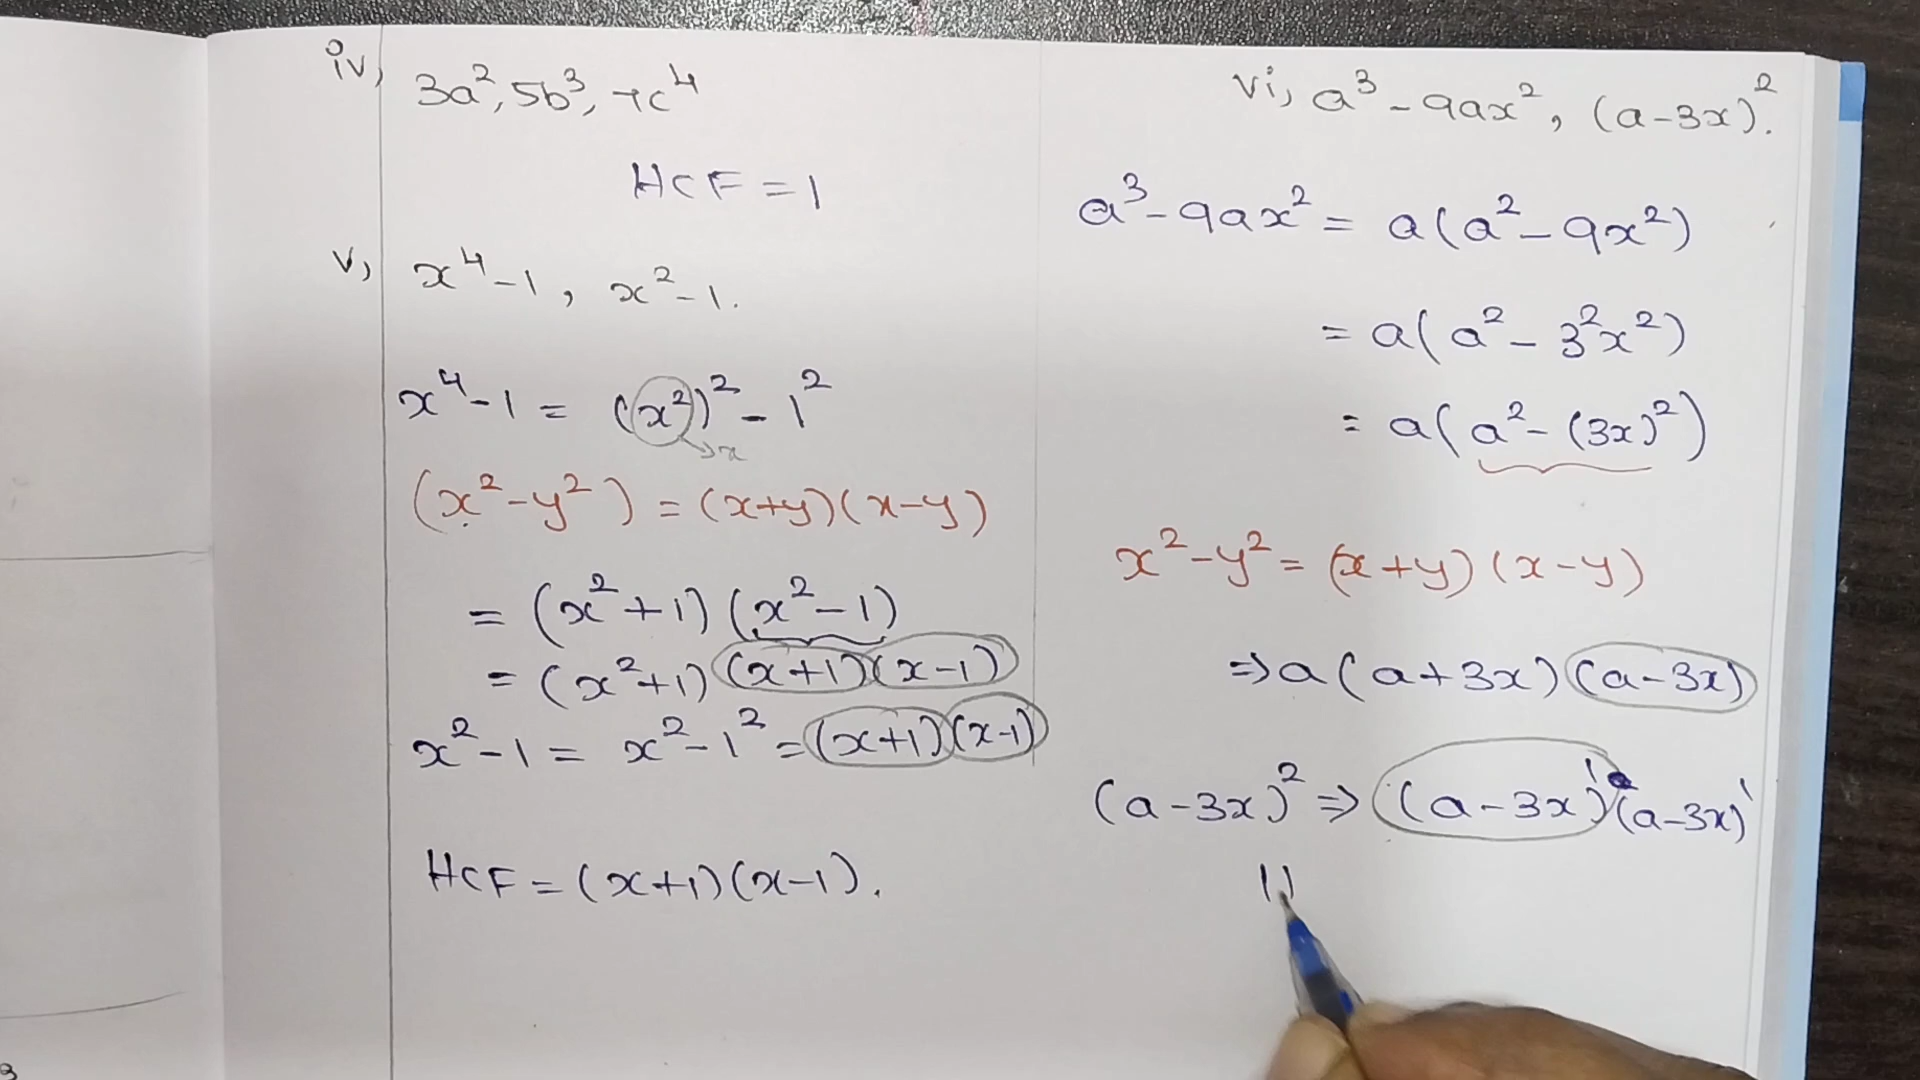 iv, 3a², 5b³, 7c⁴
HCF = 1
v, x⁴-1, x²-1.
x⁴-1 = (x²)² - 1²
→x
(x²-y²) = (x+y)(x-y)
= (x²+1)(x²-1)
= (x²+1)(x+1)(x-1)
x²-1 = x²-1² = (x+1)(x-1)
HCF = (x+1)(x-1).
vi, a³-9ax², (a-3x)².
a³-9ax² = a(a²-9x²)
= a(a²-3²x²)
= a(a²-(3x)²)
x²-y² = (x+y)(x-y)
⇒ a(a+3x)(a-3x)
(a-3x)² ⇒ (a-3x)¹(a-3x)¹